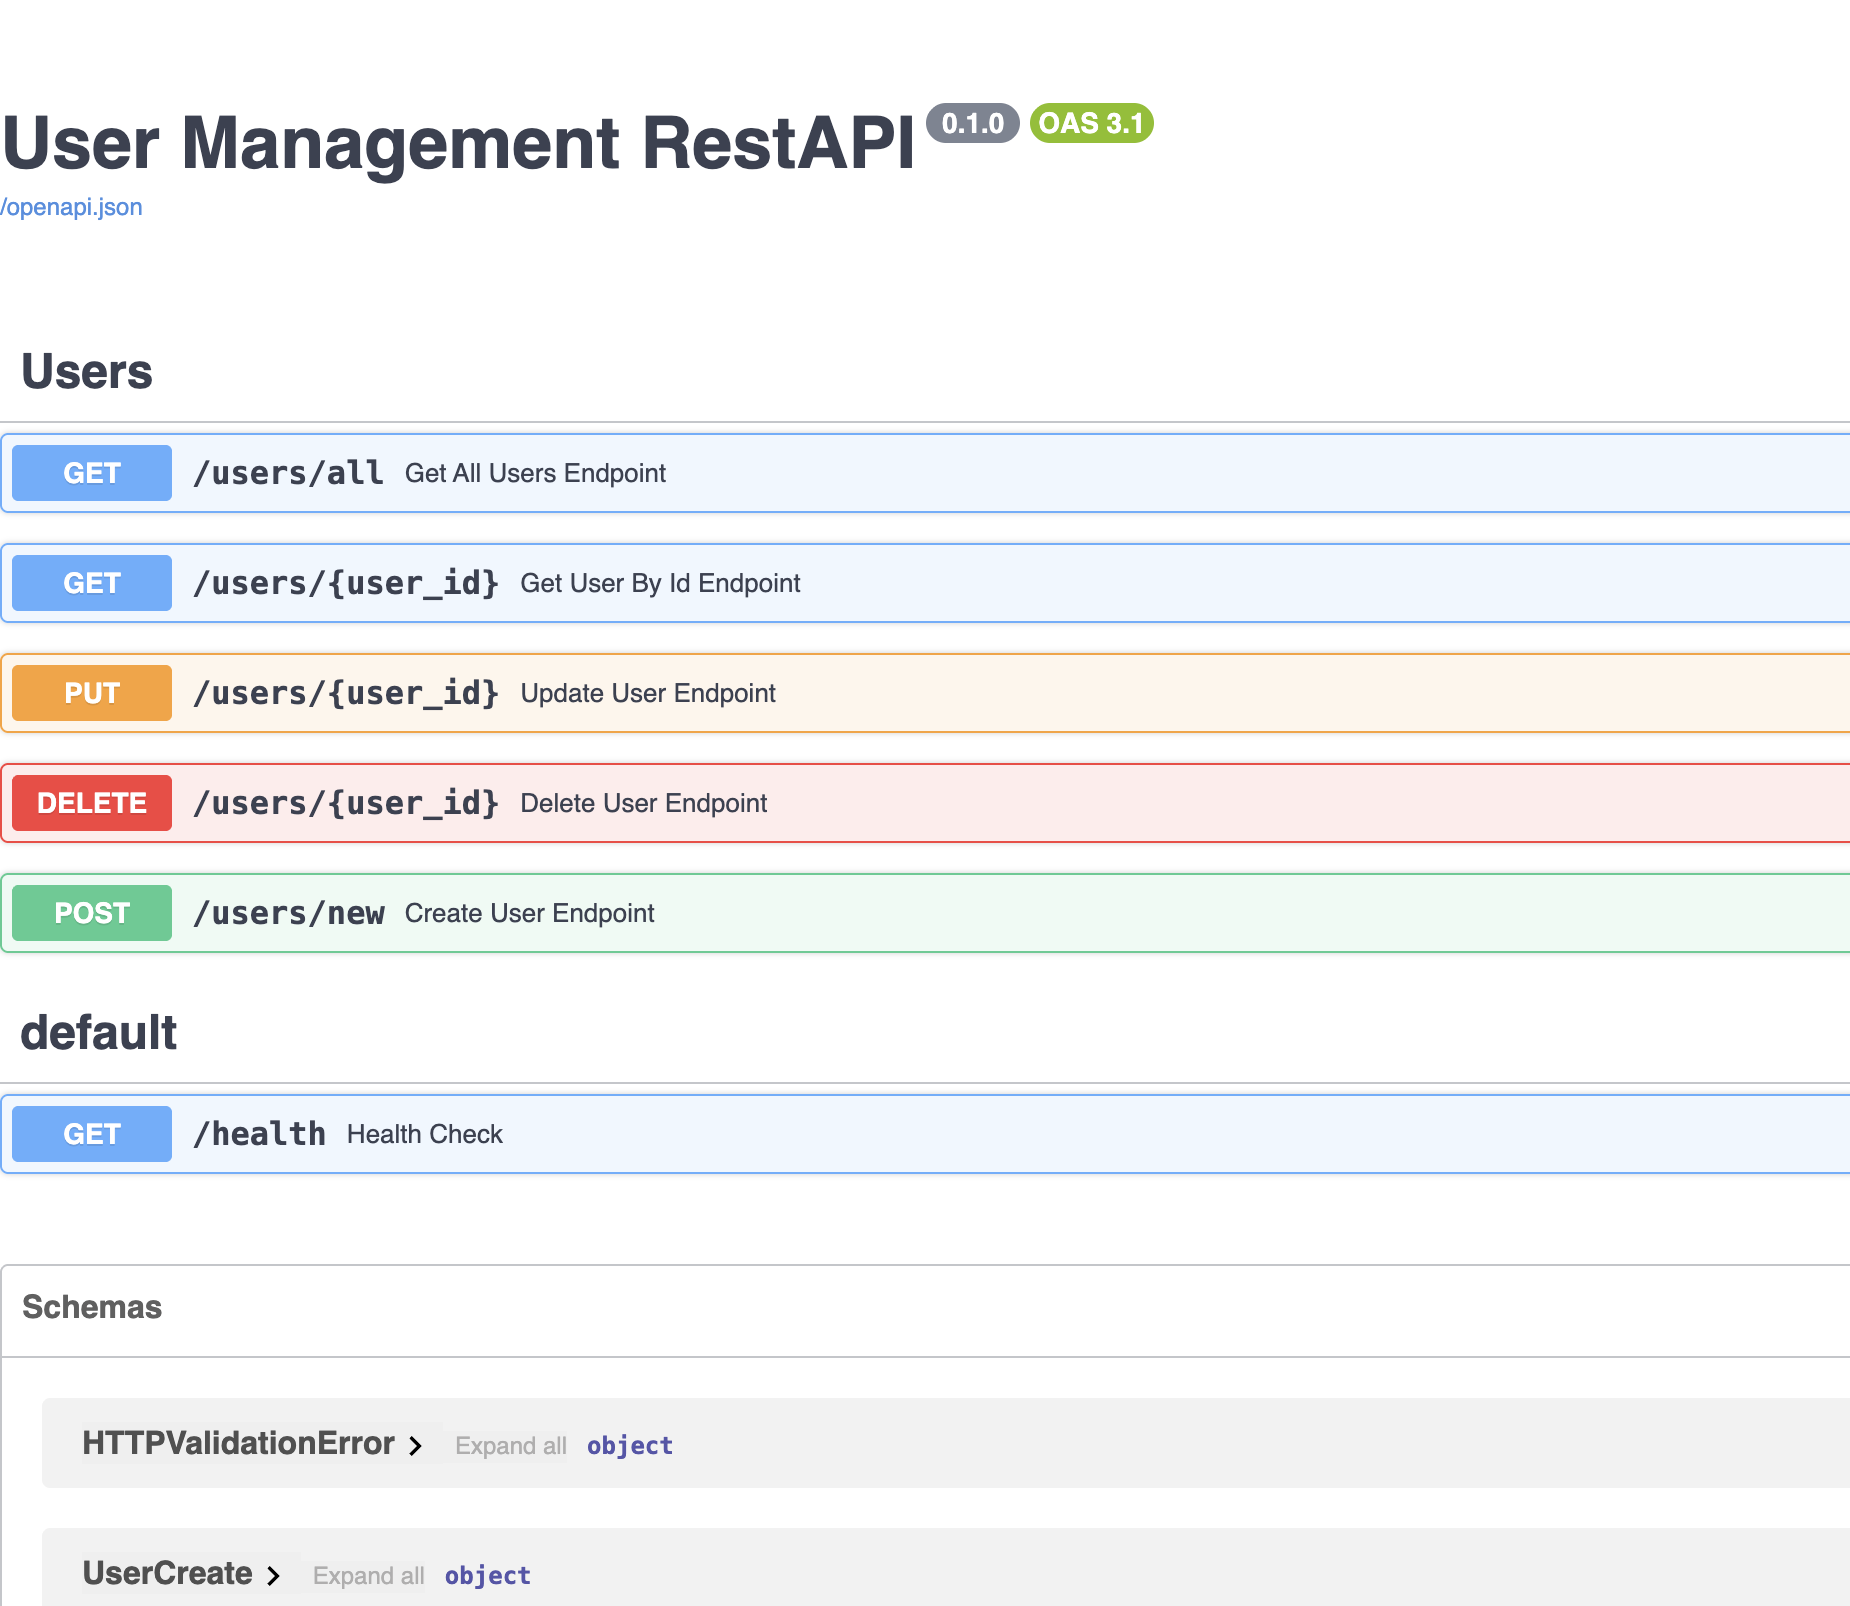 User Management RestAPI 0.1.0 OAS 3.1
/openapi.json
Users
GET /users/all Get All Users Endpoint
GET /users/{user_id} Get User By Id Endpoint
PUT /users/{user_id} Update User Endpoint
DELETE /users/{user_id} Delete User Endpoint
POST /users/new Create User Endpoint
default
GET /health Health Check
Schemas
HTTPValidationError Expand all object
UserCreate Expand all object